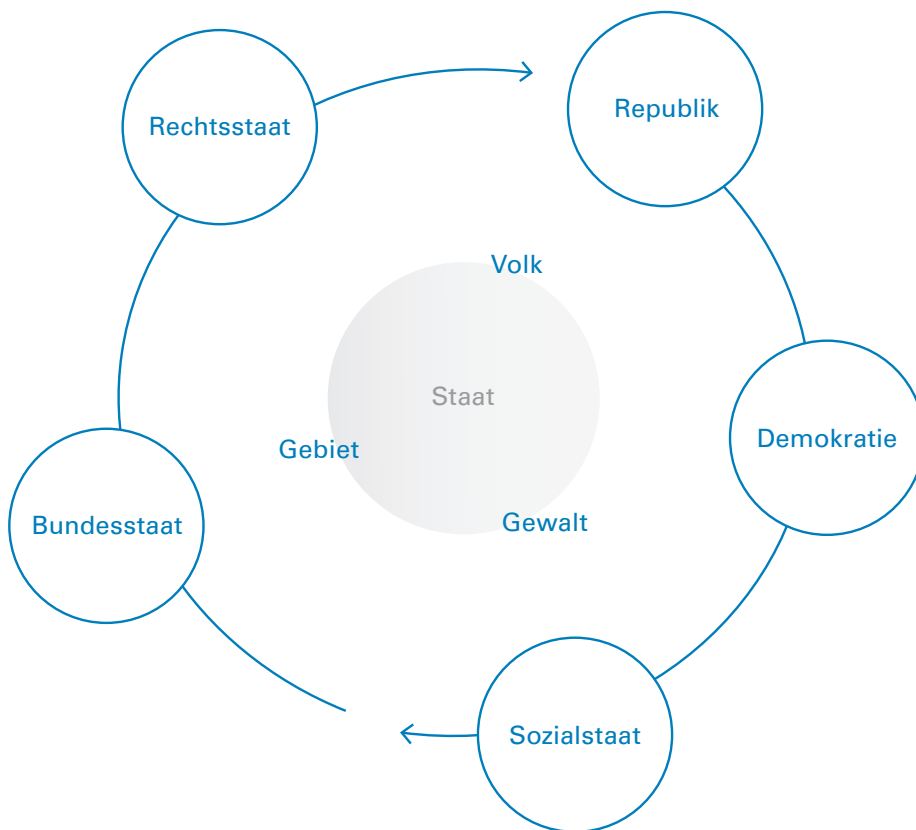 Republik
Rechtsstaat
Volk
Staat
Demokratie
Gebiet
Gewalt
Bundesstaat
Sozialstaat